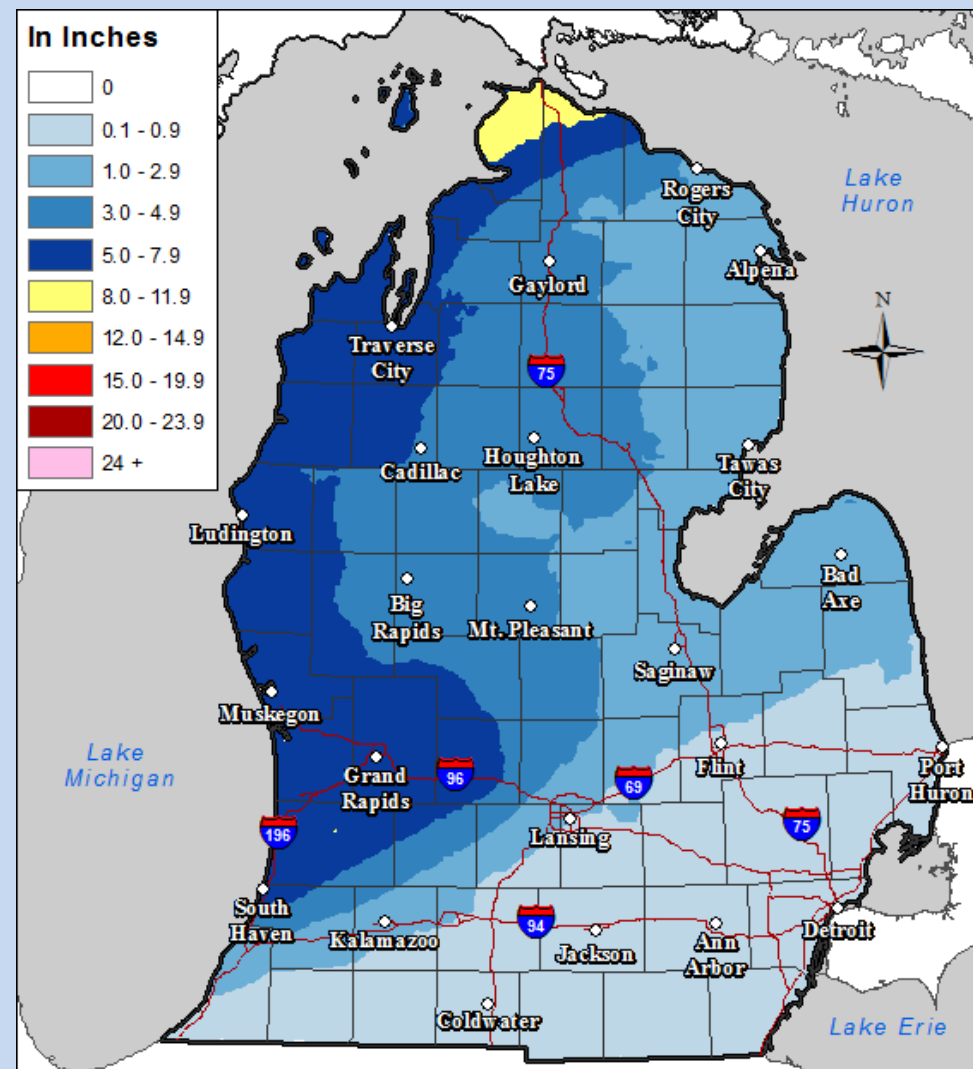 In Inches
0
0.1 - 0.9
1.0 - 2.9
3.0 - 4.9
5.0 - 7.9
8.0 - 11.9
12.0 - 14.9
15.0 - 19.9
20.0 - 23.9
24 +
Rogers
City
Lake
Huron
Alpena
Gaylord
N
Traverse
City
75
Cadillac
Houghton
Lake
Tawas
City
Ludington
Bad
Axe
Big
Rapids
Mt. Pleasant
Saginaw
Muskegon
Lake
Michigan
Grand
Rapids
96
69
Flint
Port
Huron
196
Lansing
75
South
Haven
Kalamazoo
94
Jackson
Ann
Arbor
Detroit
Coldwater
Lake Erie